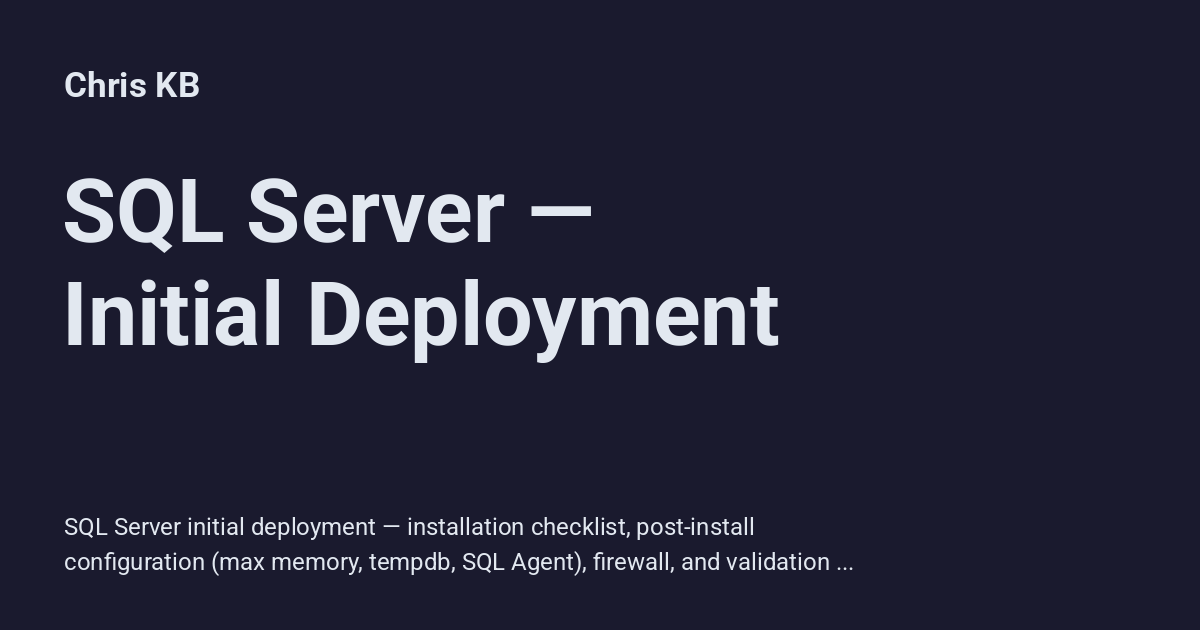 Chris KB
SQL Server —
Initial Deployment
SQL Server initial deployment — installation checklist, post-install
configuration (max memory, tempdb, SQL Agent), firewall, and validation ...